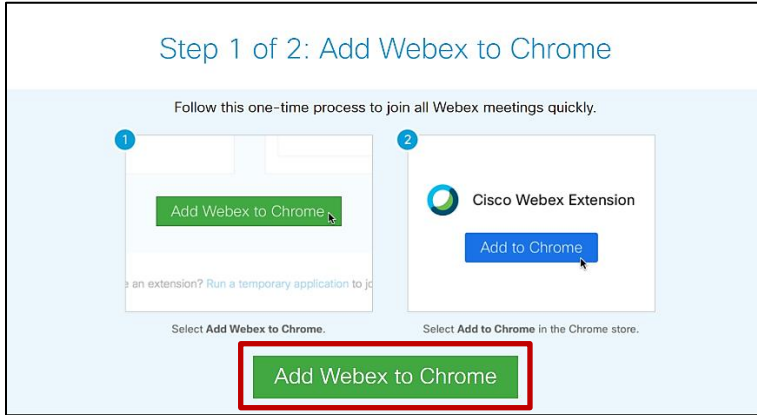 Step 1 of 2: Add Webex to Chrome
Follow this one-time process to join all Webex meetings quickly.
1
Add Webex to Chrome
an extension? Run a temporary application to
Select Add Webex to Chrome.
2
Cisco Webex Extension
Add to Chrome
Select Add to Chrome in the Chrome store.
Add Webex to Chrome